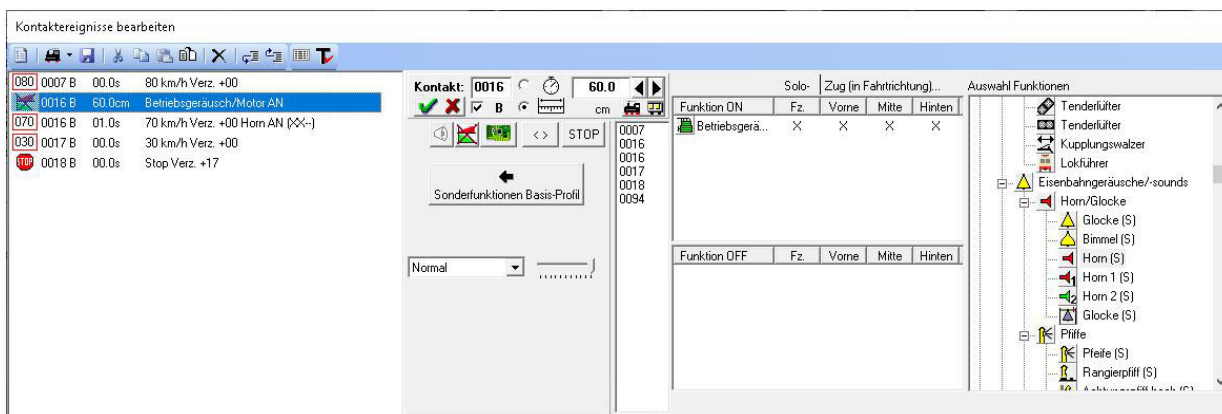 Kontaktereignisse bearbeiten
080 0007 B 00.0s 80 km/h Verz. +00
0016 B 60.0cm Betriebsgeräusch/Motor AN
070 0016 B 01.0s 70 km/h Verz. +00 Horn AN (XX--)
030 0017 B 00.0s 30 km/h Verz. +00
STOP 0018 B 00.0s Stop Verz. +17
Kontakt: 0016 60.0
B cm
< > STOP
Sonderfunktionen Basis-Profil
Normal
0007
0016
0016
0017
0018
0094
Solo- Zug (in Fahrtrichtung)...
Funktion ON Fz. Vorne Mitte Hinten
Betriebsgerä... X X X X
Funktion OFF Fz. Vorne Mitte Hinten
Auswahl Funktionen
Tenderlüfter
Tenderlüfter
Kupplungswalzer
Lokführer
Eisenbahngeräusche/-sounds
Horn/Glocke
Glocke (S)
Bimmel (S)
Horn (S)
1 Horn 1 (S)
2 Horn 2 (S)
Glocke (S)
Pfiffe
Pfeife (S)
Rangierpfiff (S)